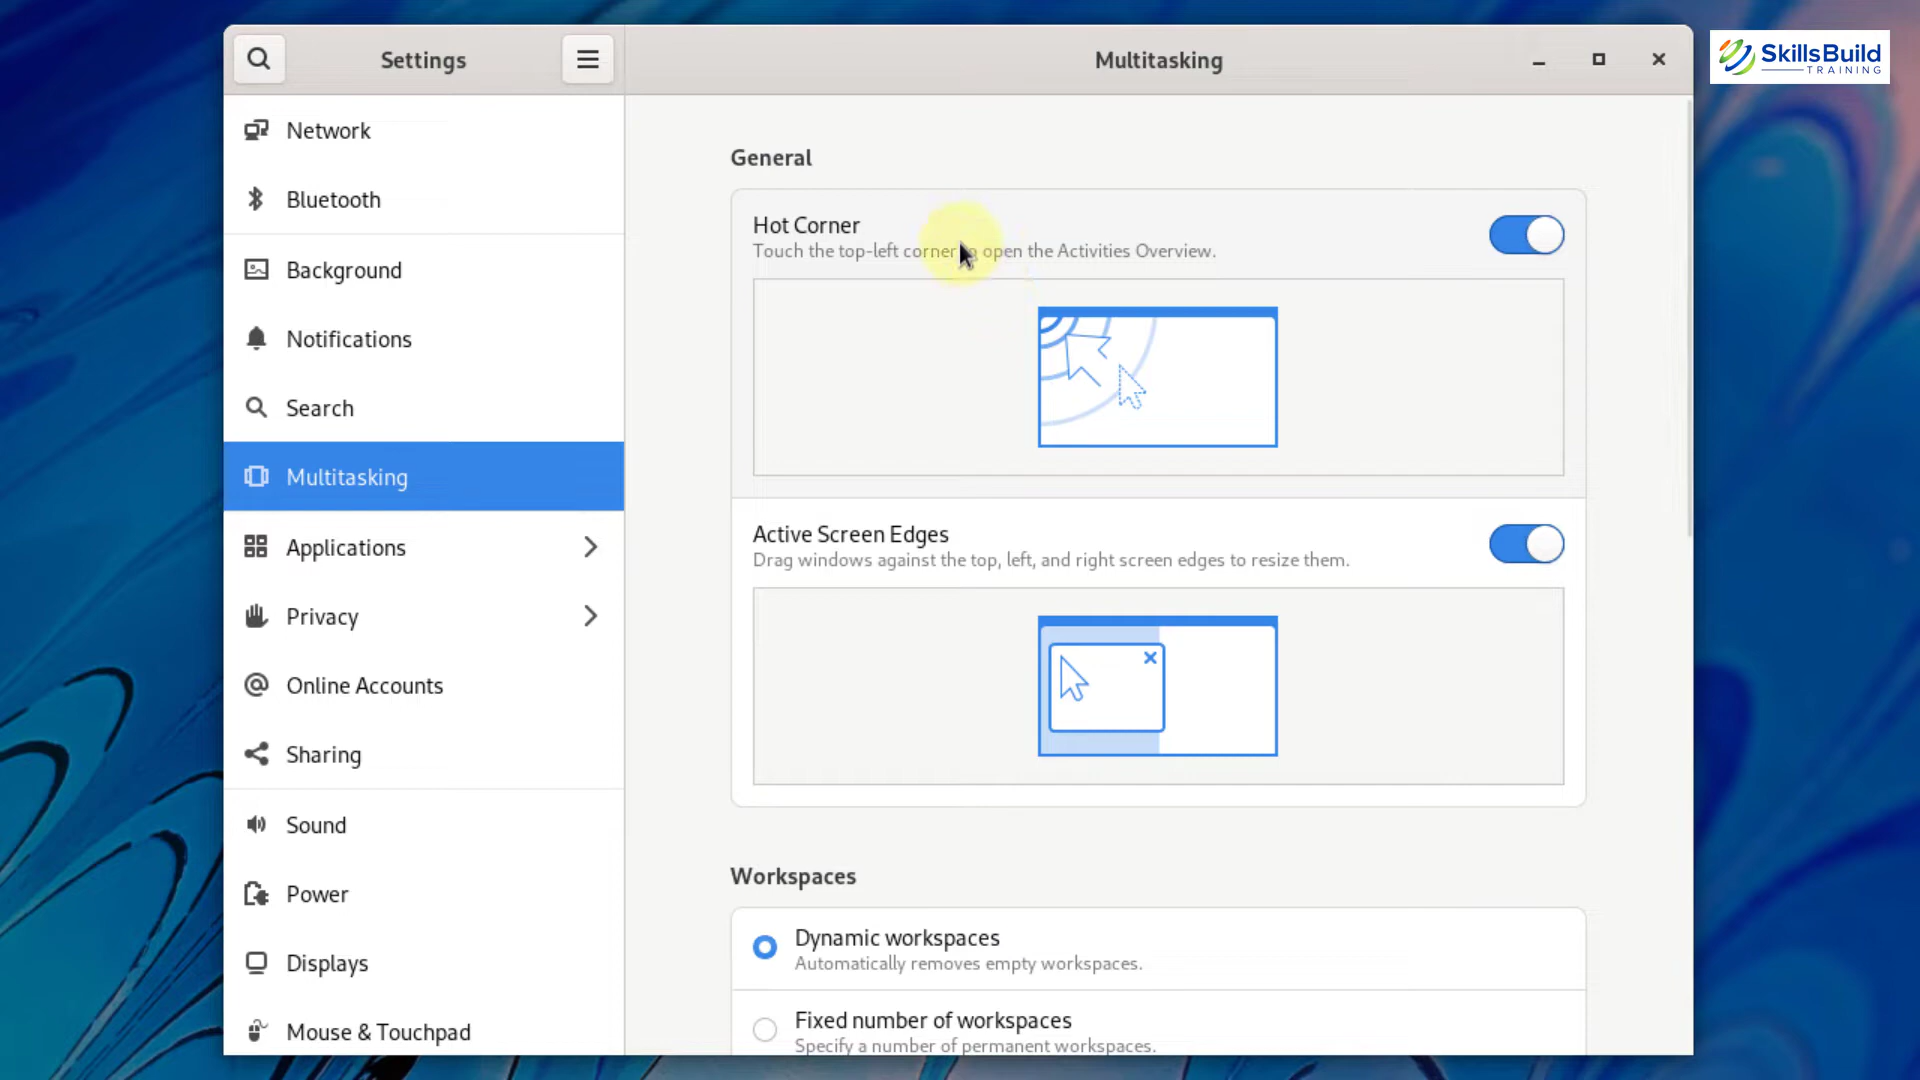 Settings
Multitasking
SkillsBuild
TRAINING
Network
Bluetooth
Background
Notifications
Search
Multitasking
Applications
Privacy
Online Accounts
Sharing
Sound
Power
Displays
Mouse & Touchpad
General
Hot Corner
Touch the top-left corner to open the Activities Overview.
Active Screen Edges
Drag windows against the top, left, and right screen edges to resize them.
Workspaces
Dynamic workspaces
Automatically removes empty workspaces.
Fixed number of workspaces
Specify a number of permanent workspaces.